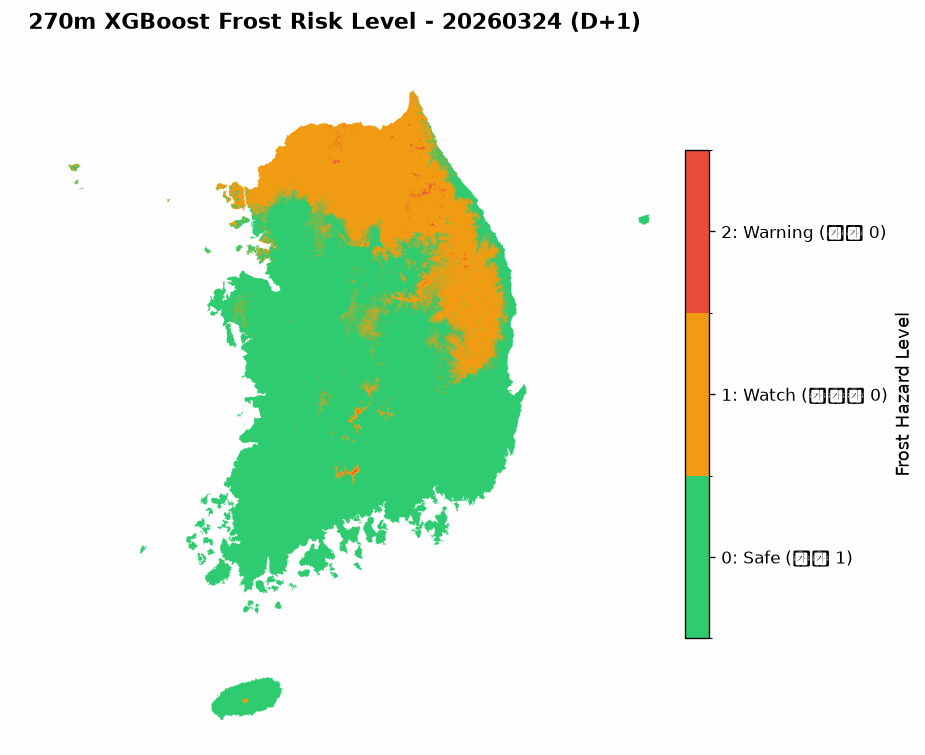 270m XGBoost Frost Risk Level - 20260324 (D+1)
2: Warning ( 0)
1: Watch ( 0)
0: Safe ( 1)
Frost Hazard Level